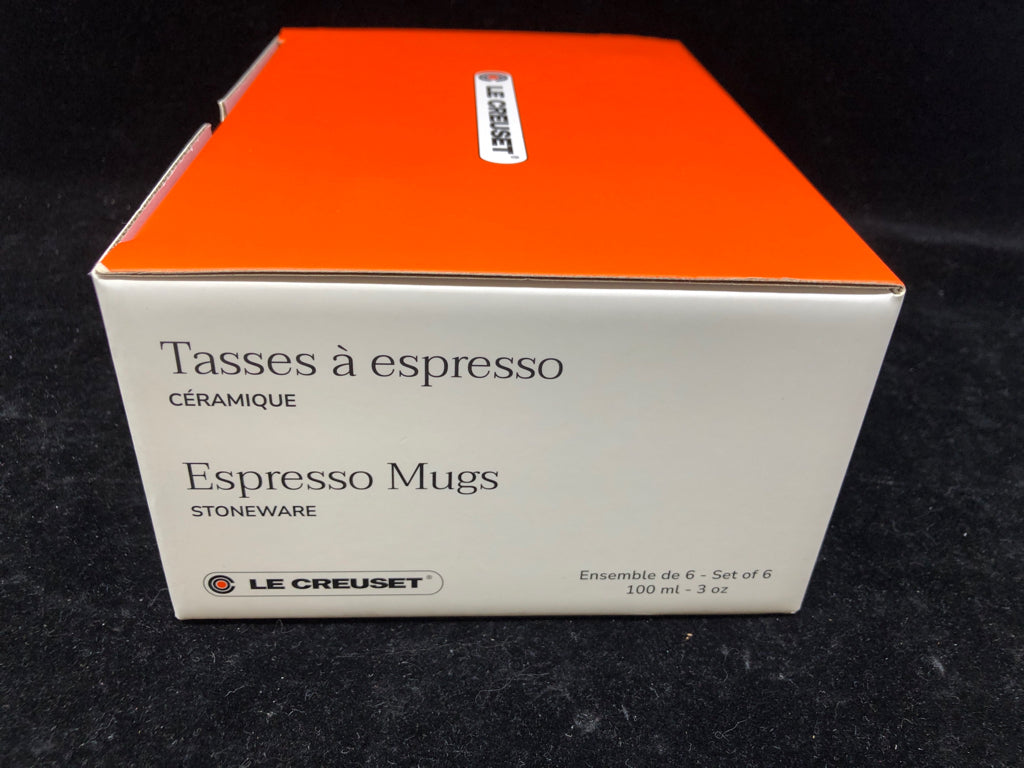 LE CREUSET®
Tasses à espresso
CÉRAMIQUE
Espresso Mugs
STONEWARE
LE CREUSET®
Ensemble de 6 - Set of 6
100 ml - 3 oz